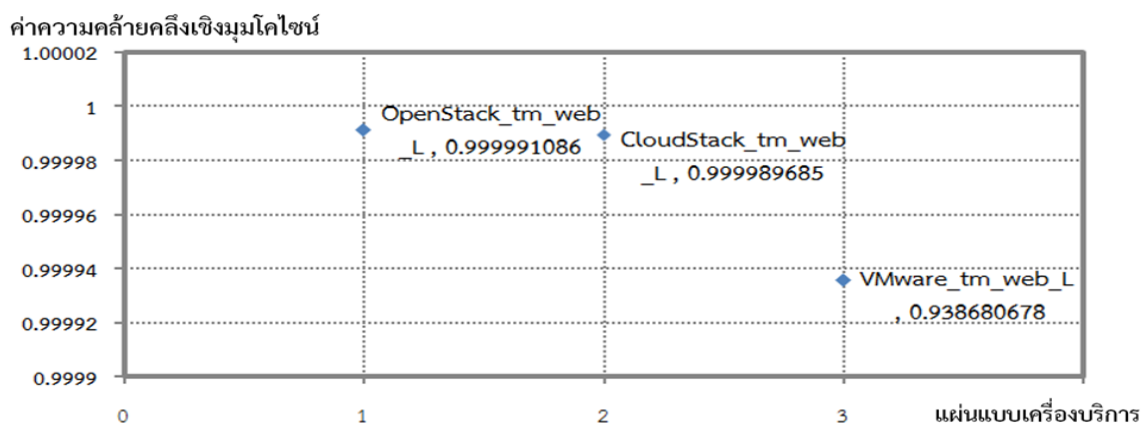 ค่าความคล้ายคลึงเชิงมุมโคไซน์
1.00002
1
OpenStack_tm_web
_L , 0.999991086
CloudStack_tm_web
_L , 0.999989685
0.99998
0.99996
0.99994
VMware_tm_web_L
, 0.938680678
0.99992
0.9999
0
1
2
3
แผ่นแบบเครื่องบริการ